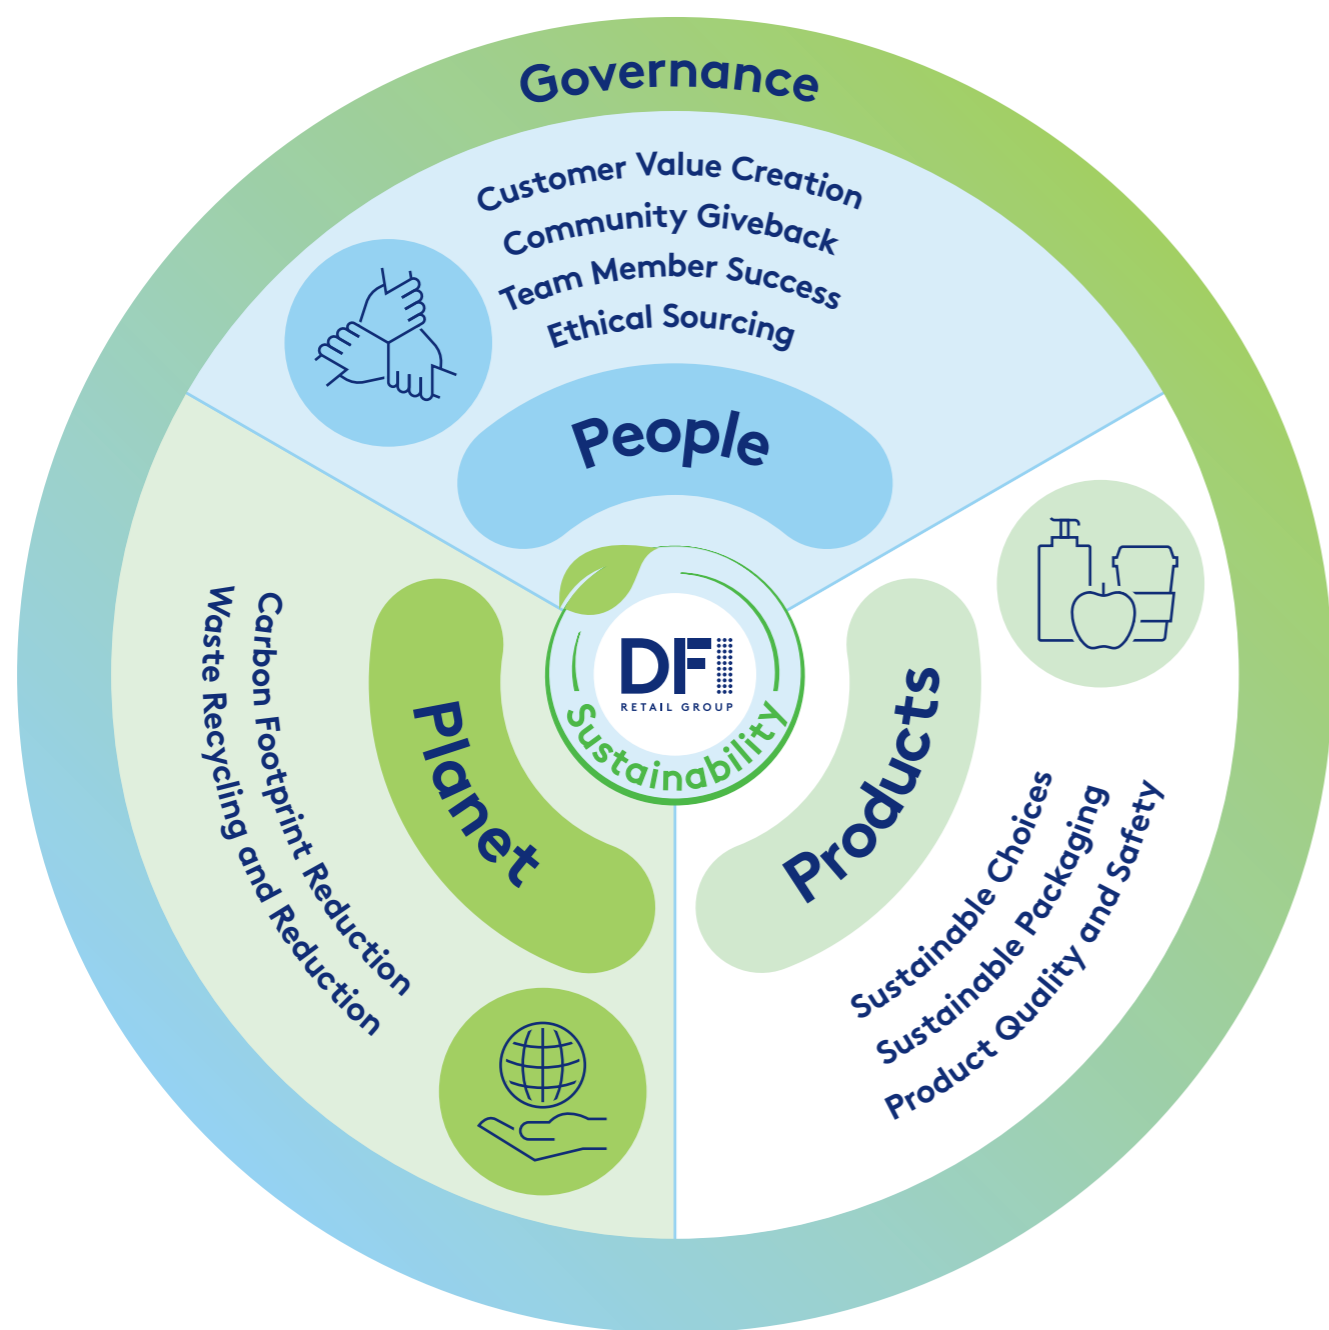 Governance
Customer Value Creation
Community Giveback
Team Member Success
Ethical Sourcing
People
Planet
Carbon Footprint Reduction
Waste Recycling and Reduction
DFI
RETAIL GROUP
Sustainability
Products
Sustainable Choices
Sustainable Packaging
Product Quality and Safety